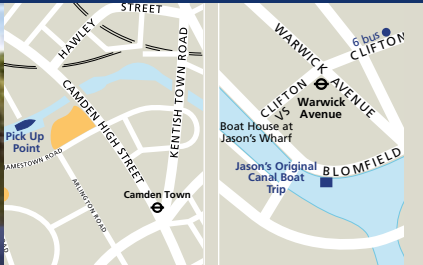 STREET
HAWLEY
KENTISH TOWN ROAD
CAMDEN HIGH STREET
Pick Up
Point
JAMESTOWN ROAD
ARLINGTON ROAD
Camden Town
ROAD
6 bus
CLIFTON
WARWICK AVENUE
CLIFTON
VS
Warwick
Avenue
Boat House at
Jason's Wharf
BLOMFIELD
Jason's Original
Canal Boat
Trip